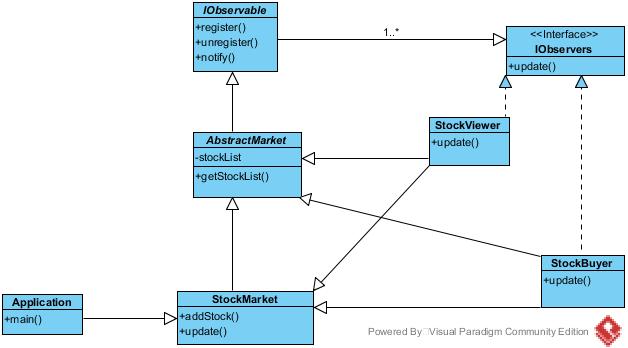 IObservable
+register()
+unregister()
+notify()
1..*
<<Interface>>
IObservers
+update()
AbstractMarket
-stockList
+getStockList()
StockViewer
+update()
StockBuyer
+update()
Application
+main()
StockMarket
+addStock()
+update()
Powered By Visual Paradigm Community Edition